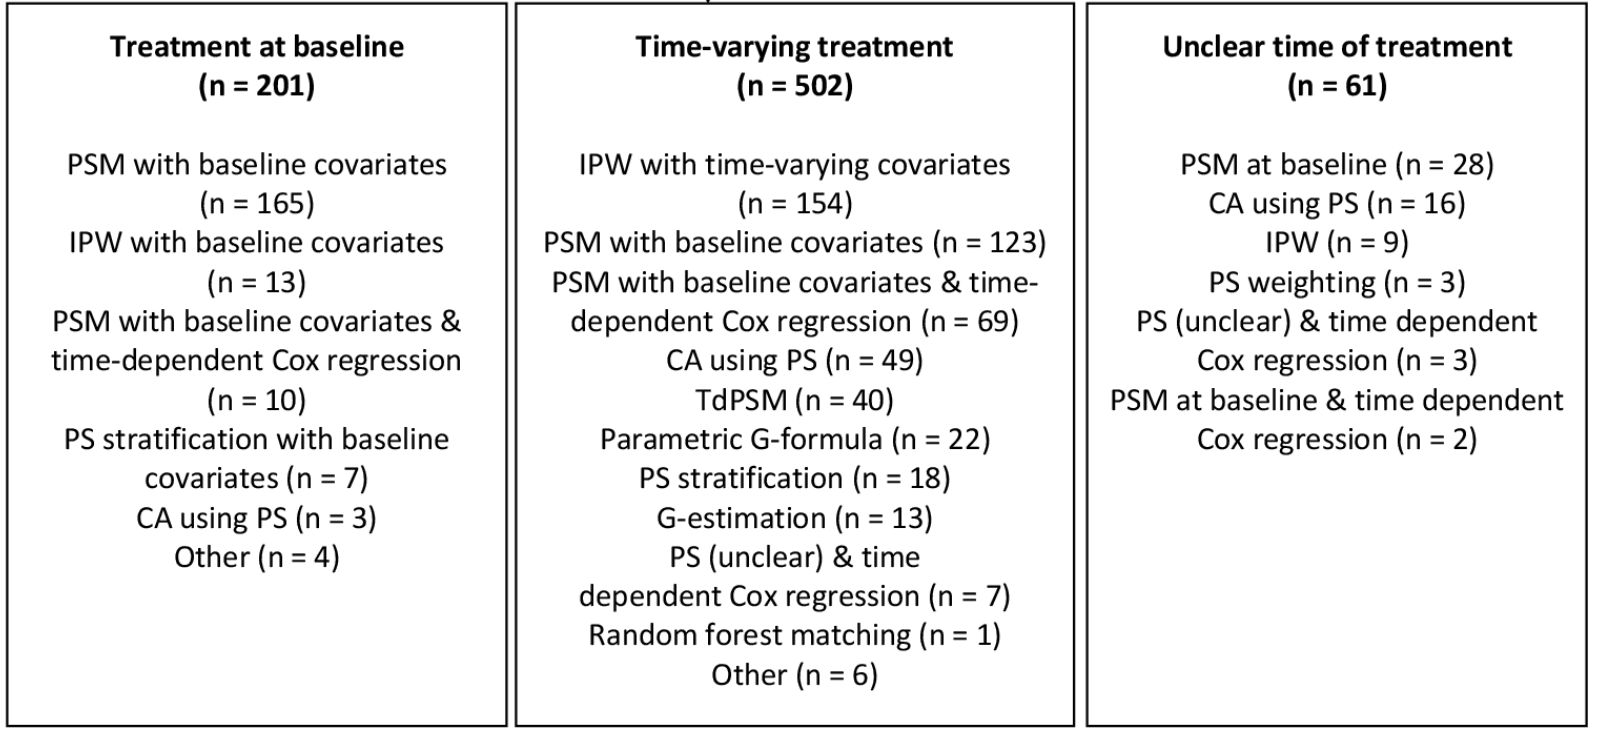 Treatment at baseline
(n = 201)
PSM with baseline covariates
(n = 165)
IPW with baseline covariates
(n = 13)
PSM with baseline covariates &
time-dependent Cox regression
(n = 10)
PS stratification with baseline
covariates (n = 7)
CA using PS (n = 3)
Other (n = 4)
Time-varying treatment
(n = 502)
IPW with time-varying covariates
(n = 154)
PSM with baseline covariates (n = 123)
PSM with baseline covariates & time-
dependent Cox regression (n = 69)
CA using PS (n = 49)
TdPSM (n = 40)
Parametric G-formula (n = 22)
PS stratification (n = 18)
G-estimation (n = 13)
PS (unclear) & time
dependent Cox regression (n = 7)
Random forest matching (n = 1)
Other (n = 6)
Unclear time of treatment
(n = 61)
PSM at baseline (n = 28)
CA using PS (n = 16)
IPW (n = 9)
PS weighting (n = 3)
PS (unclear) & time dependent
Cox regression (n = 3)
PSM at baseline & time dependent
Cox regression (n = 2)